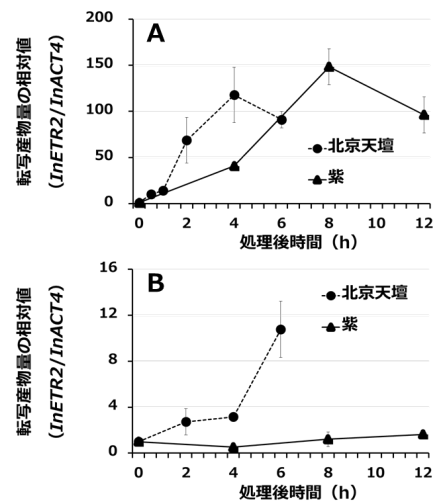 A
転写産物量の相対値
（InETR2/InACT4）
200
150
100
50
0
北京天壇
紫
0 2 4 6 8 10 12
処理後時間（h）
B
転写産物量の相対値
（InETR2/InACT4）
16
12
8
4
0
北京天壇
紫
0 2 4 6 8 10 12
処理後時間（h）